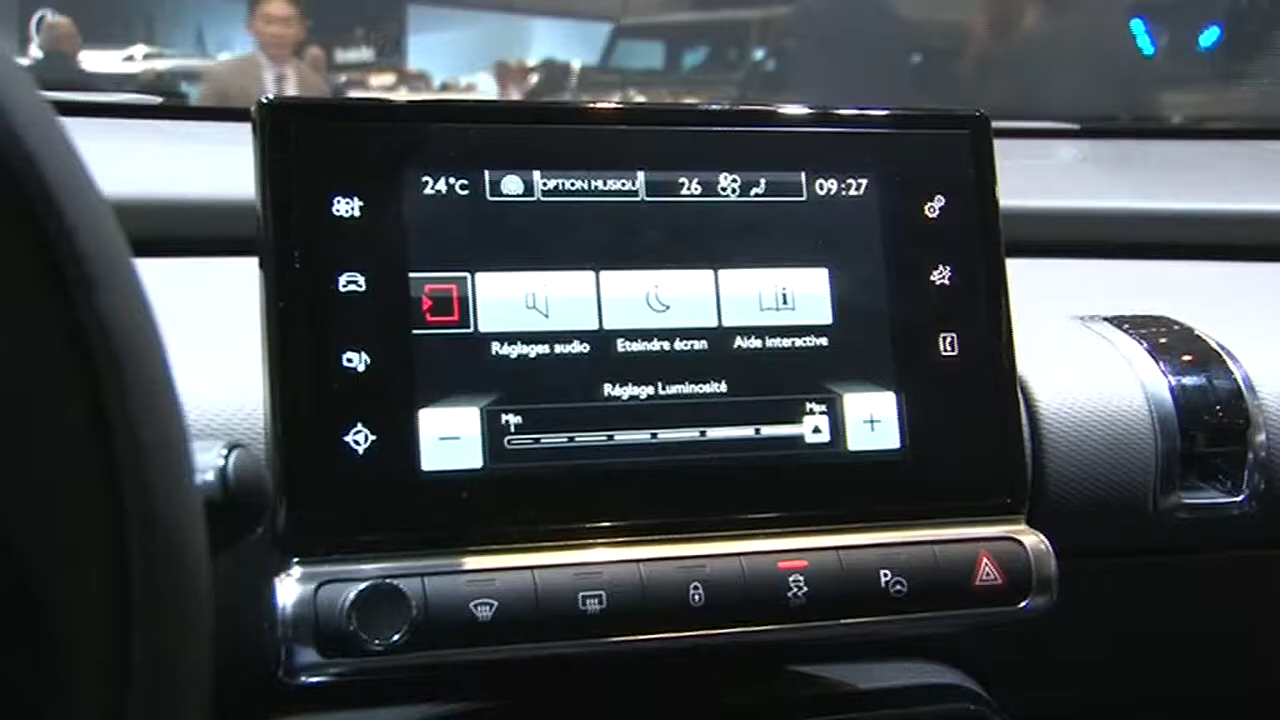 24°C OPTION MUSIQU 26 09:27
Réglages audio Eteindre écran Aide interactive
Réglage Luminosité
Min Max
P